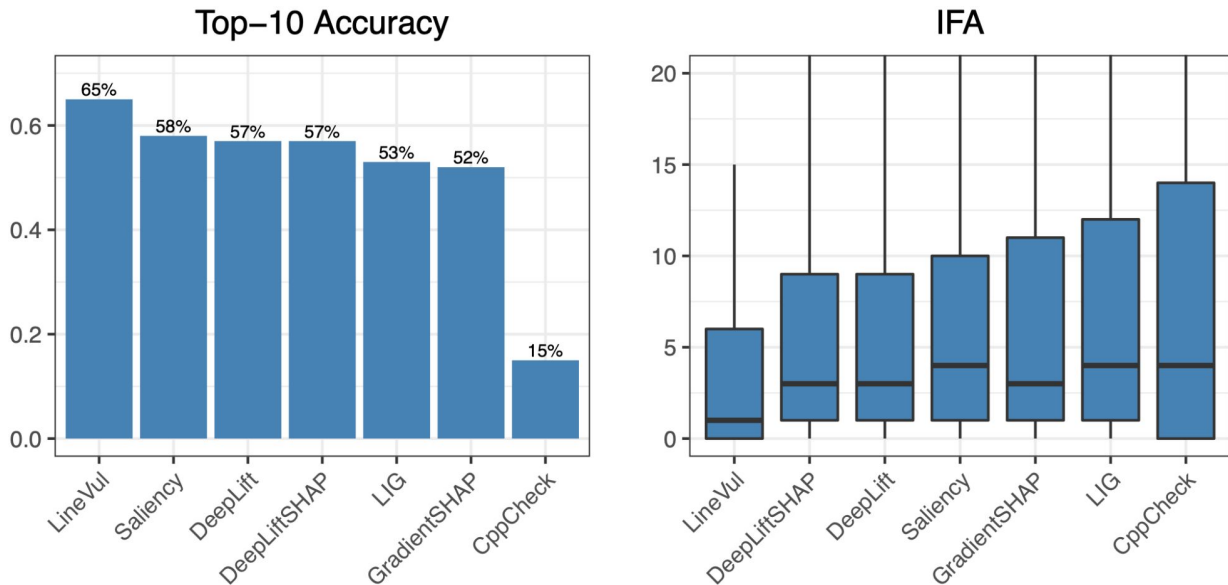 Top-10 Accuracy
65%
58%
57%
57%
53%
52%
15%
0.6
0.4
0.2
0.0
LineVul
Saliency
DeepLift
DeepLiftSHAP
LIG
GradientSHAP
CppCheck
IFA
20
15
10
5
0
LineVul
DeepLiftSHAP
DeepLift
Saliency
GradientSHAP
LIG
CppCheck